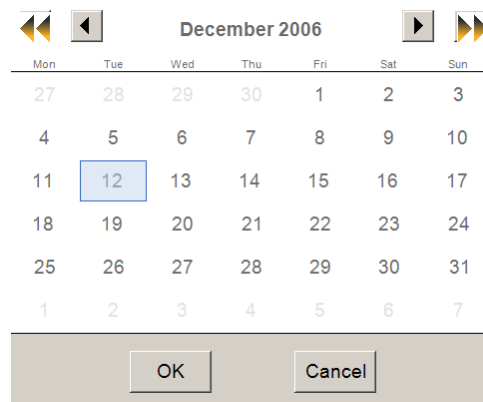 December 2006
Mon Tue Wed Thu Fri Sat Sun
27 28 29 30 1 2 3
4 5 6 7 8 9 10
11 12 13 14 15 16 17
18 19 20 21 22 23 24
25 26 27 28 29 30 31
1 2 3 4 5 6 7
OK Cancel